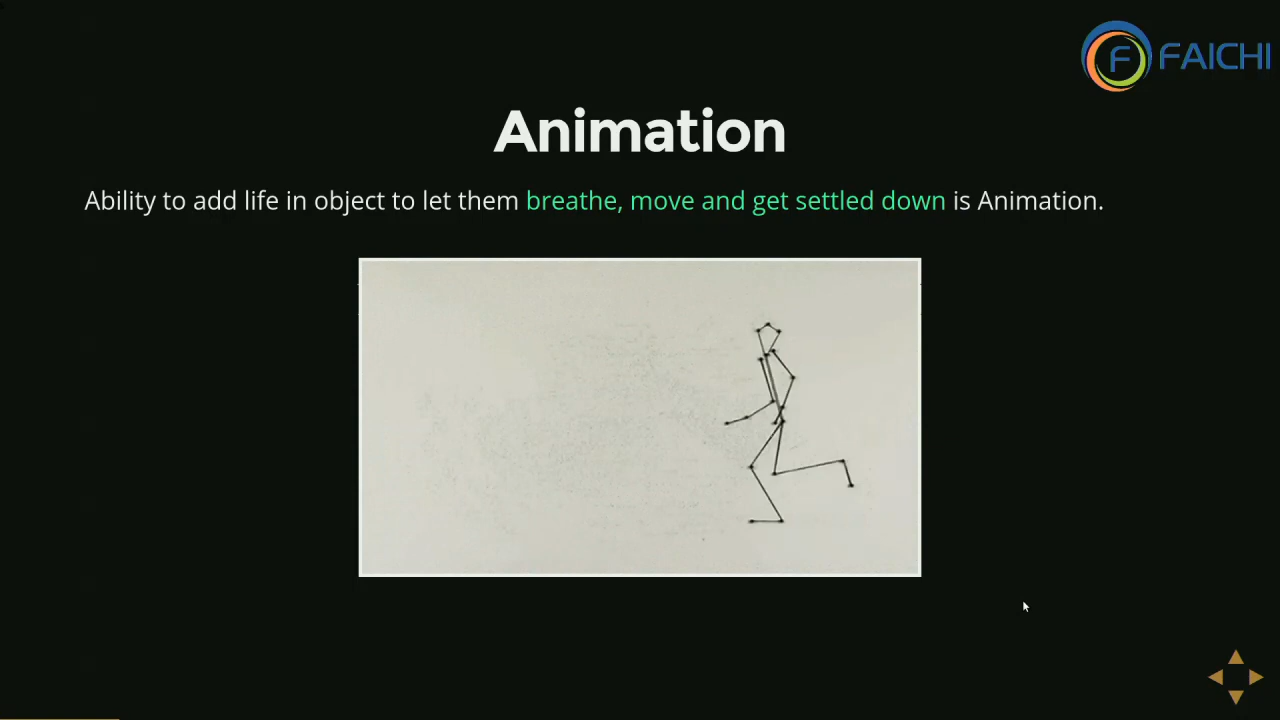 F FAICHI
Animation
Ability to add life in object to let them breathe, move and get settled down is Animation.